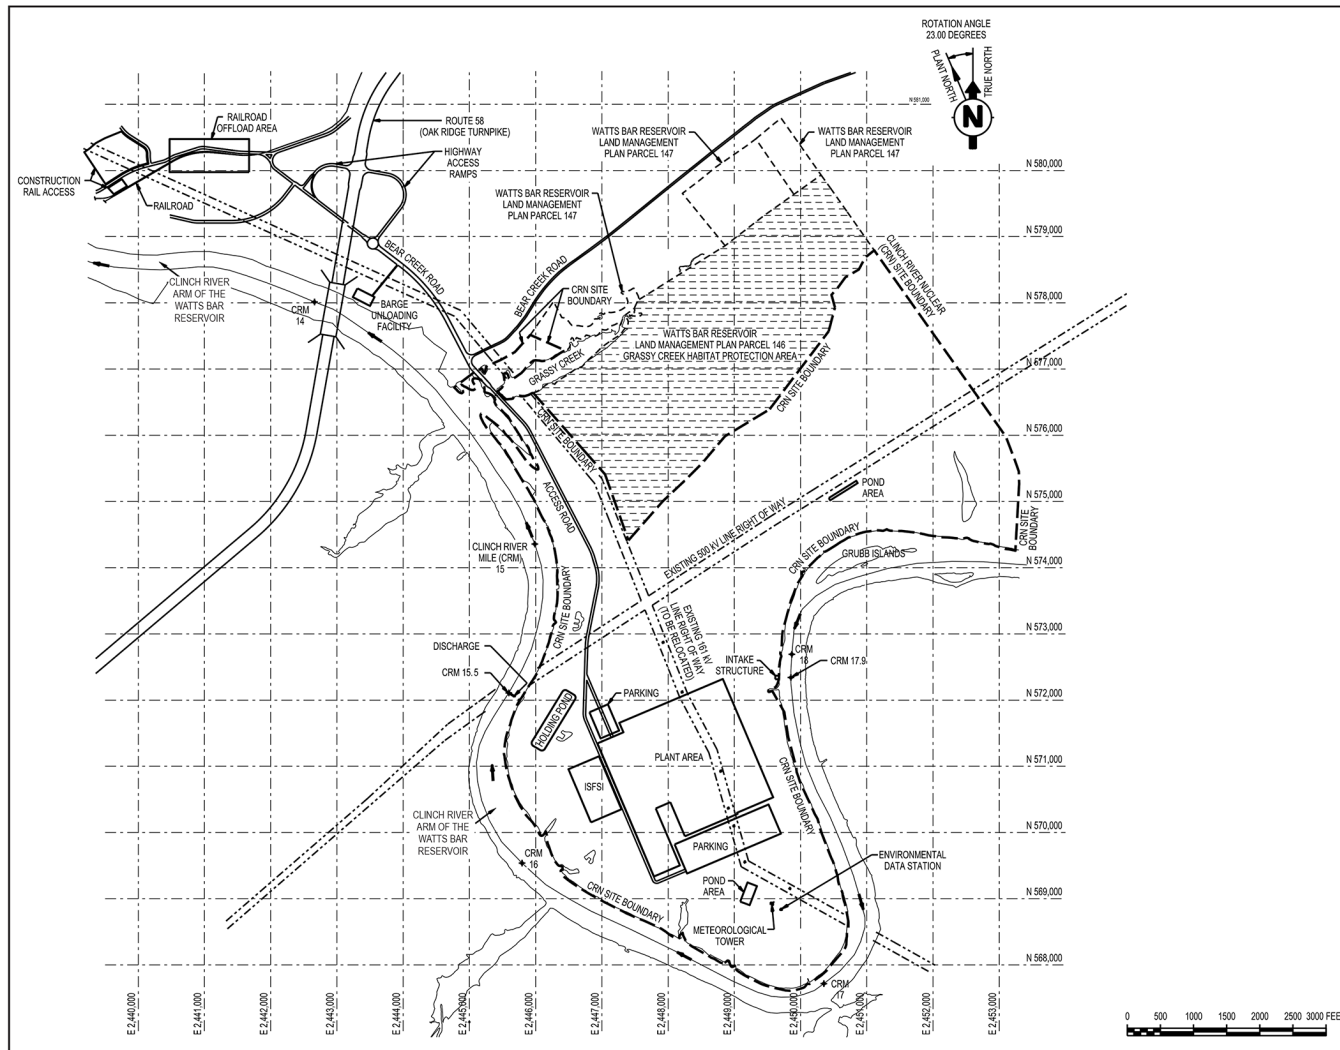 ROTATION ANGLE
23.00 DEGREES
PLANT NORTH
TRUE NORTH
N
N 581,000
RAILROAD
OFFLOAD AREA
ROUTE 58
(OAK RIDGE TURNPIKE)
HIGHWAY
ACCESS
RAMPS
WATTS BAR RESERVOIR
LAND MANAGEMENT
PLAN PARCEL 147
WATTS BAR RESERVOIR
LAND MANAGEMENT
PLAN PARCEL 147
N 580,000
CONSTRUCTION
RAIL ACCESS
RAILROAD
WATTS BAR RESERVOIR
LAND MANAGEMENT
PLAN PARCEL 147
N 579,000
BEAR CREEK ROAD
BEAR CREEK ROAD
CLINCH RIVER NUCLEAR
(CRN) SITE BOUNDARY
CLINCH RIVER
ARM OF THE
WATTS BAR
RESERVOIR
CRM
14
BARGE
UNLOADING
FACILITY
CRN SITE
BOUNDARY
N 578,000
WATTS BAR RESERVOIR
LAND MANAGEMENT PLAN PARCEL 146
GRASSY CREEK HABITAT PROTECTION AREA
GRASSY CREEK
N 577,000
CRN SITE BOUNDARY
CRN SITE BOUNDARY
N 576,000
ACCESS ROAD
POND
AREA
N 575,000
EXISTING 500 kV LINE RIGHT OF WAY
CRN SITE BOUNDARY
CRN SITE
BOUNDARY
CLINCH RIVER
MILE (CRM)
15
GRUBB ISLANDS
N 574,000
CRN SITE BOUNDARY
EXISTING 161 kV
LINE RIGHT OF WAY
(TO BE RELOCATED)
N 573,000
DISCHARGE
CRM 15.5
INTAKE
STRUCTURE
CRM
18
CRM 17.9
PARKING
N 572,000
HOLDING POND
PLANT AREA
ISFSI
N 571,000
CRN SITE BOUNDARY
CLINCH RIVER
ARM OF THE
WATTS BAR
RESERVOIR
N 570,000
PARKING
CRM
16
ENVIRONMENTAL
DATA STATION
POND
AREA
N 569,000
CRN SITE BOUNDARY
METEOROLOGICAL
TOWER
N 568,000
CRM
17
E 2,440,000
E 2,441,000
E 2,442,000
E 2,443,000
E 2,444,000
E 2,445,000
E 2,446,000
E 2,447,000
E 2,448,000
E 2,449,000
E 2,450,000
E 2,451,000
E 2,452,000
E 2,453,000
0 500 1000 1500 2000 2500 3000 FEE